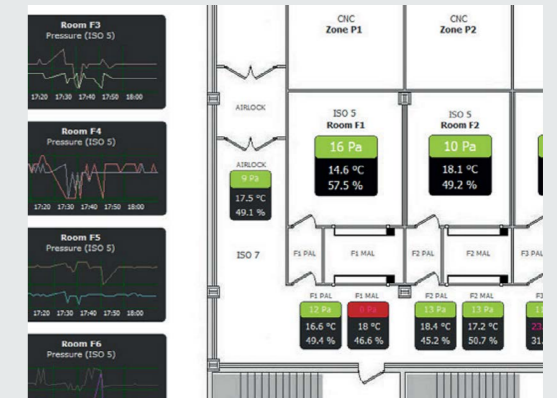 Room F3
Pressure (ISO 5)
17:20 17:30 17:40 17:50 18:00
Room F4
Pressure (ISO 5)
17:20 17:30 17:40 17:50 18:00
Room F5
Pressure (ISO 5)
17:20 17:30 17:40 17:50 18:00
Room F6
Pressure (ISO 5)
CNC
Zone P1
CNC
Zone P2
AIRLOCK
ISO 5
Room F1
16 Pa
14.6 °C
57.5 %
ISO 5
Room F2
10 Pa
18.1 °C
49.2 %
AIRLOCK
9 Pa
17.5 °C
49.1 %
ISO 7
F1 PAL
F1 MAL
F2 PAL
F2 MAL
F3 PAL
F1 PAL
12 Pa
16.6 °C
49.4 %
F1 MAL
18 °C
46.6 %
F2 PAL
13 Pa
18.4 °C
45.2 %
F2 MAL
13 Pa
17.2 °C
50.7 %